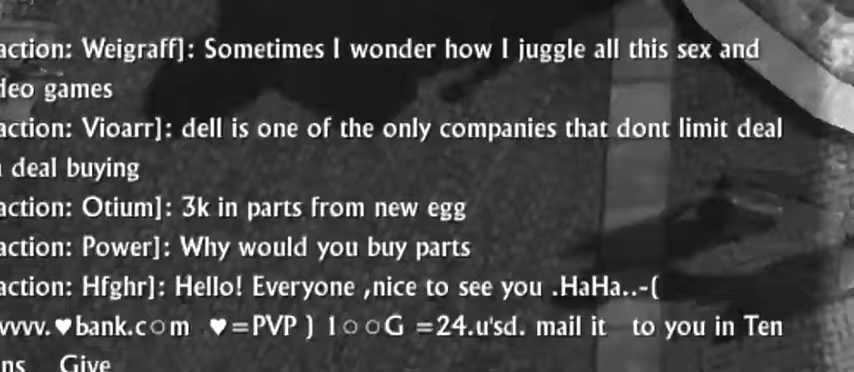 action: Weigraff]: Sometimes I wonder how I juggle all this sex and
deo games
action: Vioarr]: dell is one of the only companies that dont limit deal
deal buying
action: Otium]: 3k in parts from new egg
action: Power]: Why would you buy parts
action: Hfghr]: Hello! Everyone ,nice to see you .HaHa..-(
vvvv.♥bank.c○m ♥=PVP ) 1○○G =24.u'sd. mail it to you in Ten
ns Give